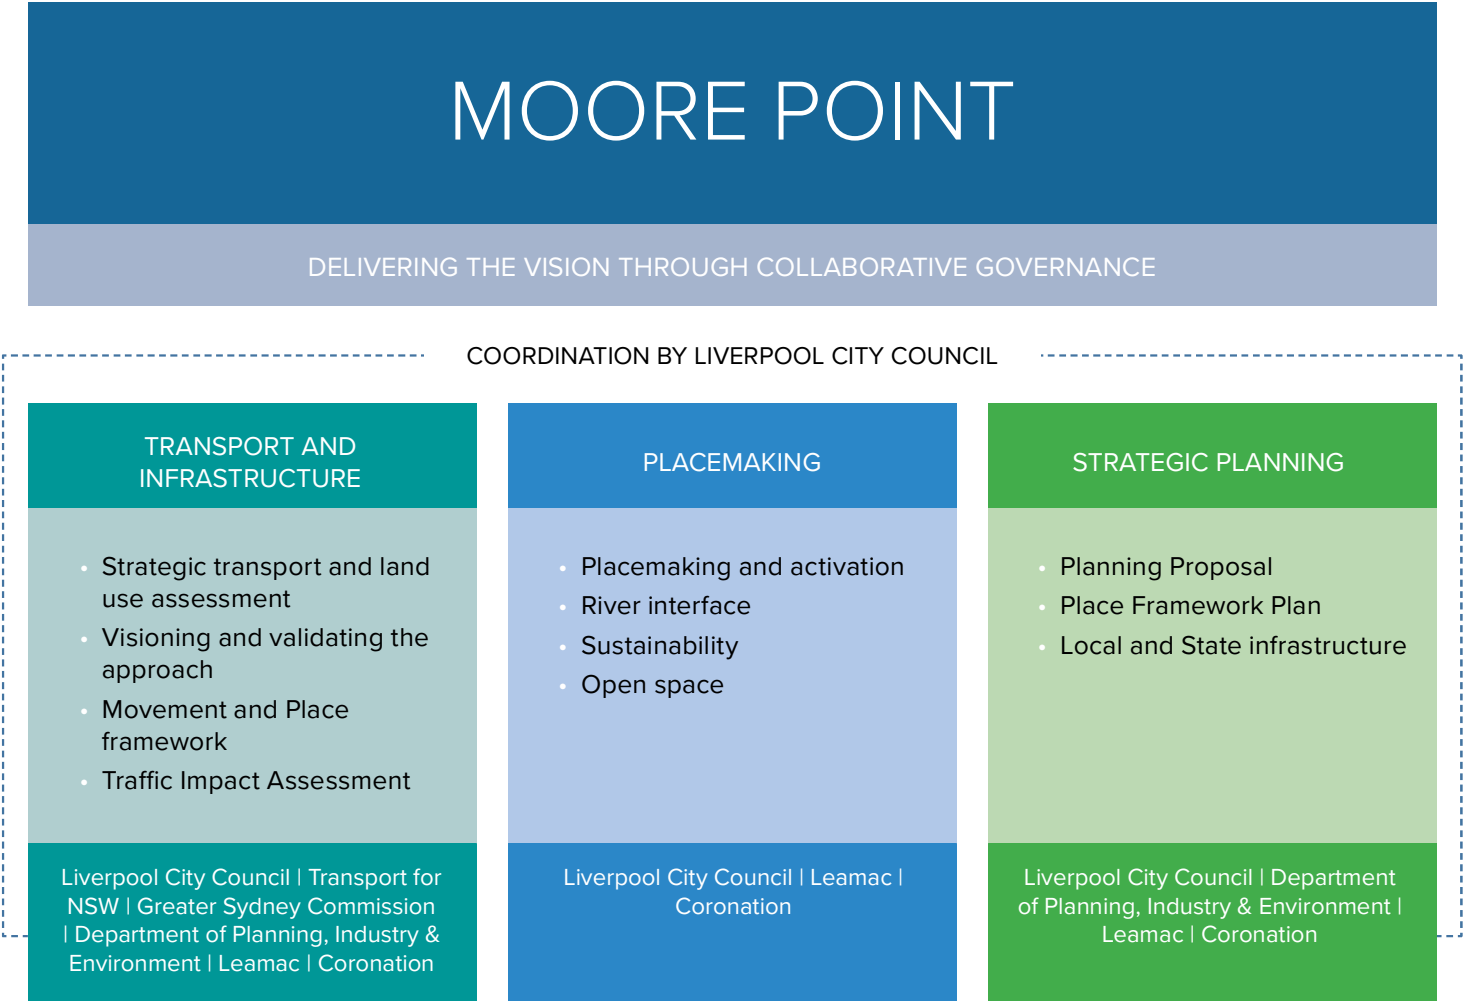 MOORE POINT
DELIVERING THE VISION THROUGH COLLABORATIVE GOVERNANCE
COORDINATION BY LIVERPOOL CITY COUNCIL
TRANSPORT AND
INFRASTRUCTURE
• Strategic transport and land
use assessment
• Visioning and validating the
approach
• Movement and Place
framework
• Traffic Impact Assessment
Liverpool City Council | Transport for
NSW | Greater Sydney Commission
| Department of Planning, Industry &
Environment | Leamac | Coronation
PLACEMAKING
• Placemaking and activation
• River interface
• Sustainability
• Open space
Liverpool City Council | Leamac |
Coronation
STRATEGIC PLANNING
• Planning Proposal
• Place Framework Plan
• Local and State infrastructure
Liverpool City Council | Department
of Planning, Industry & Environment |
Leamac | Coronation